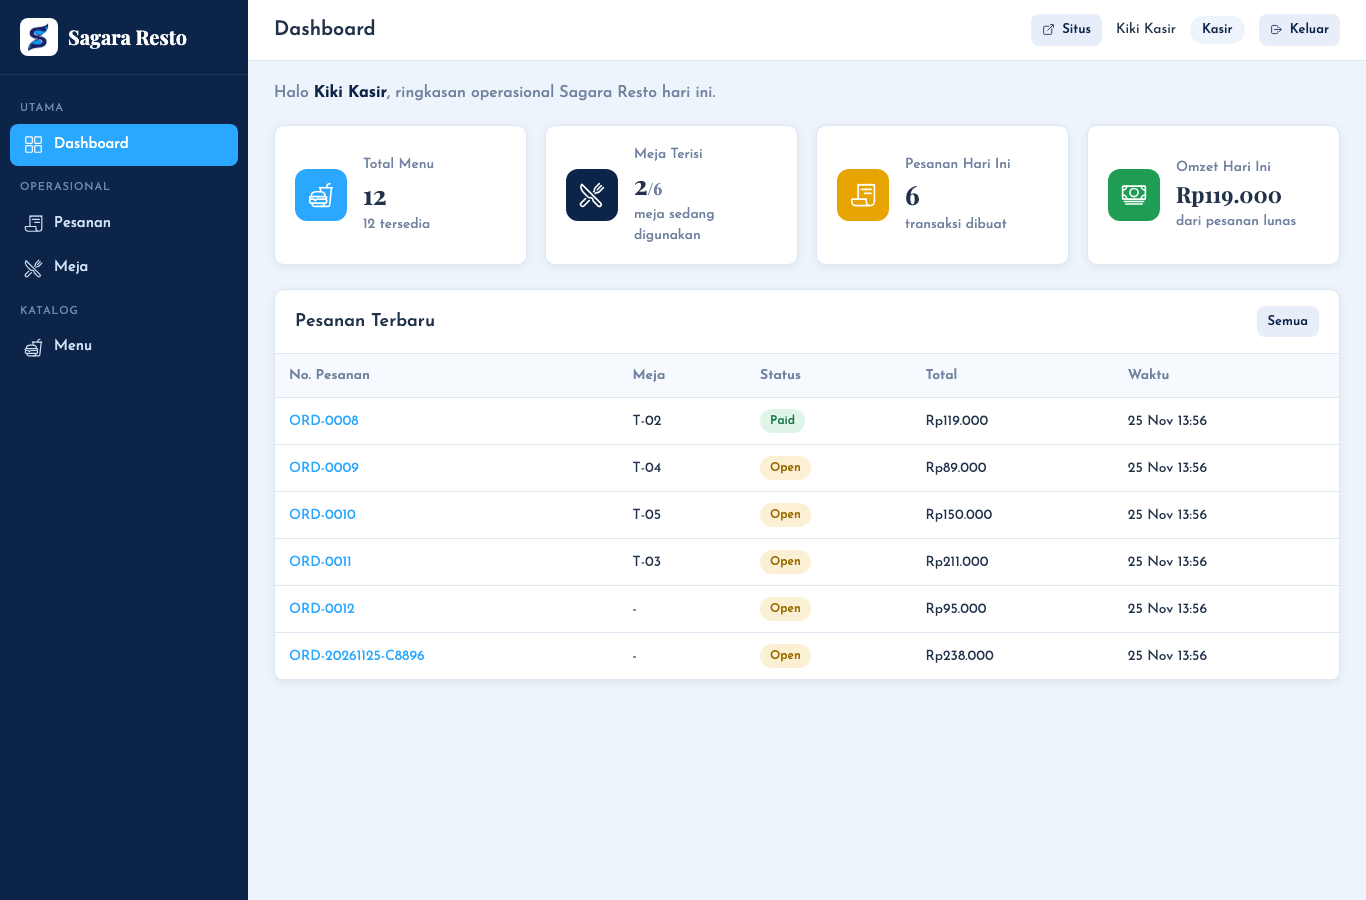 Sagara Resto
UTAMA
Dashboard
OPERASIONAL
Pesanan
Meja
KATALOG
Menu
Dashboard
Situs Kiki Kasir Kasir Keluar
Halo Kiki Kasir, ringkasan operasional Sagara Resto hari ini.
Total Menu
12
12 tersedia
Meja Terisi
2/6
meja sedang
digunakan
Pesanan Hari Ini
6
transaksi dibuat
Omzet Hari Ini
Rp119.000
dari pesanan lunas
Pesanan Terbaru
Semua
No. Pesanan Meja Status Total Waktu
ORD-0008 T-02 Paid Rp119.000 25 Nov 13:56
ORD-0009 T-04 Open Rp89.000 25 Nov 13:56
ORD-0010 T-05 Open Rp150.000 25 Nov 13:56
ORD-0011 T-03 Open Rp211.000 25 Nov 13:56
ORD-0012 - Open Rp95.000 25 Nov 13:56
ORD-20261125-C8896 - Open Rp238.000 25 Nov 13:56